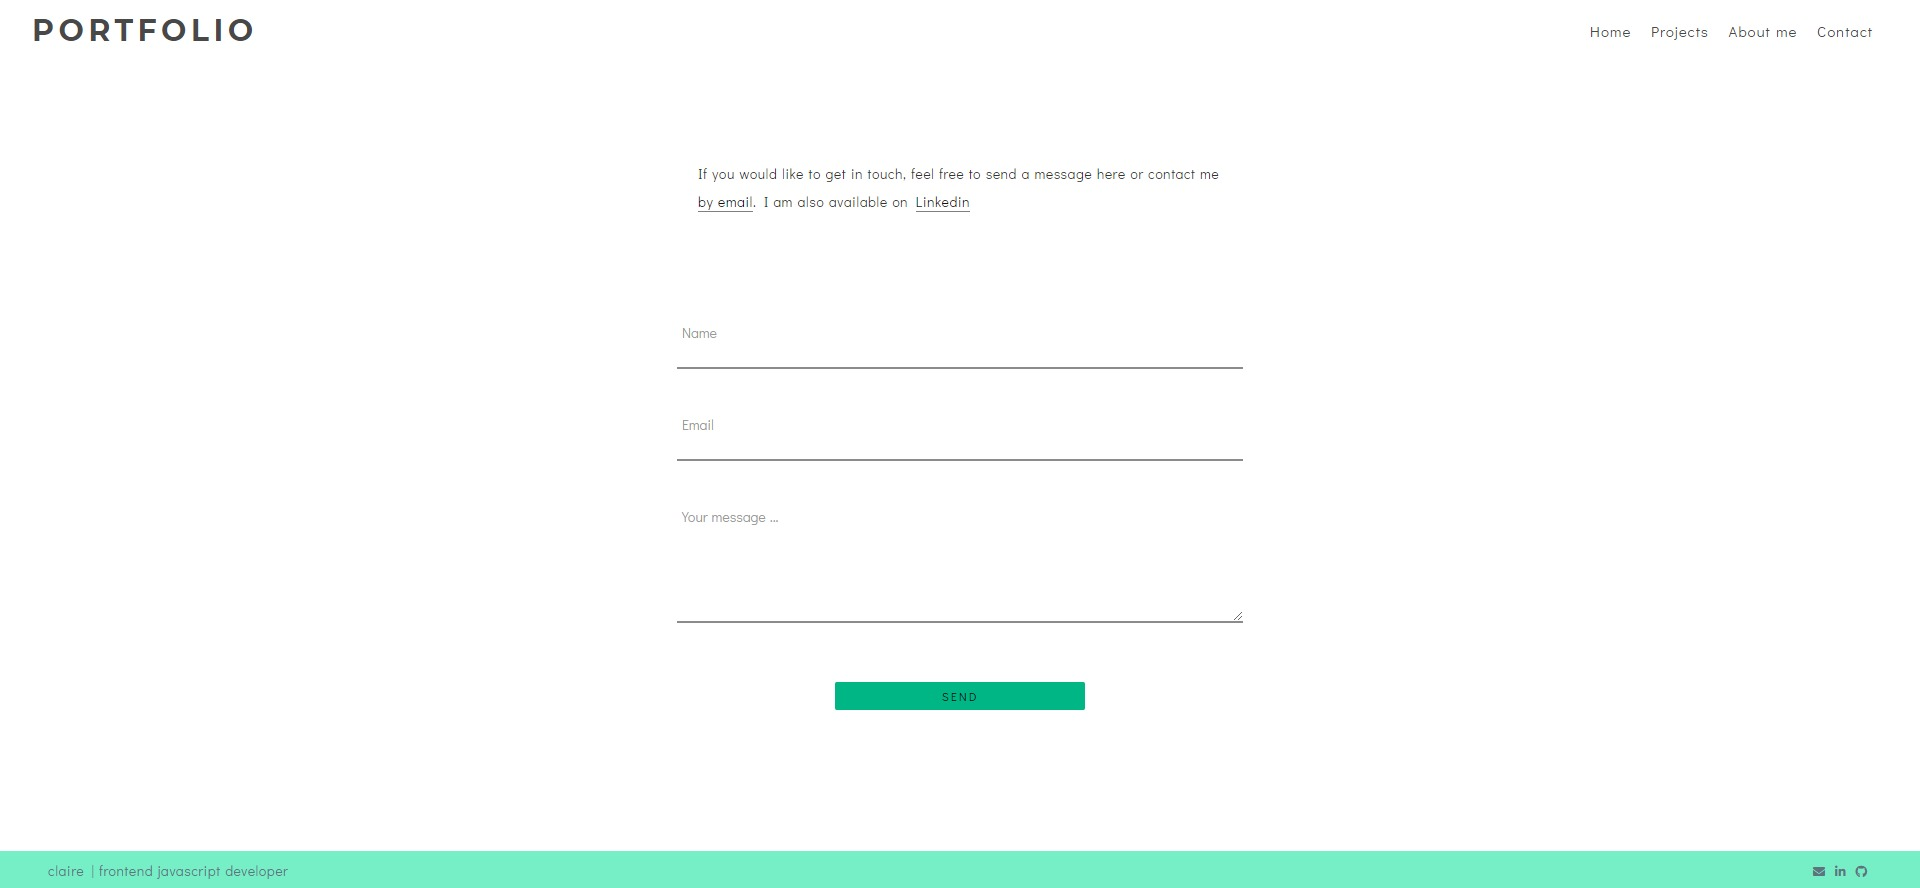 PORTFOLIO
Home Projects About me Contact
If you would like to get in touch, feel free to send a message here or contact me
by email. I am also available on Linkedin
Name
Email
Your message ...
SEND
claire | frontend javascript developer